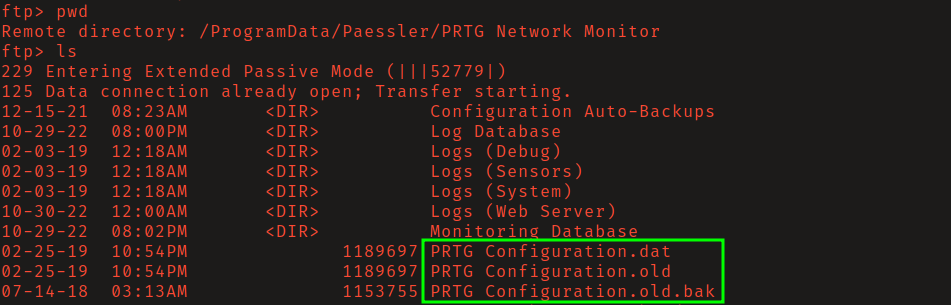 ftp> pwd
Remote directory: /ProgramData/Paessler/PRTG Network Monitor
ftp> ls
229 Entering Extended Passive Mode (|||52779|)
125 Data connection already open; Transfer starting.
12-15-21  08:23AM       <DIR>          Configuration Auto-Backups
10-29-22  08:00PM       <DIR>          Log Database
02-03-19  12:18AM       <DIR>          Logs (Debug)
02-03-19  12:18AM       <DIR>          Logs (Sensors)
02-03-19  12:18AM       <DIR>          Logs (System)
10-30-22  12:00AM       <DIR>          Logs (Web Server)
10-29-22  08:02PM       <DIR>          Monitoring Database
02-25-19  10:54PM              1189697 PRTG Configuration.dat
02-25-19  10:54PM              1189697 PRTG Configuration.old
07-14-18  03:13AM              1153755 PRTG Configuration.old.bak